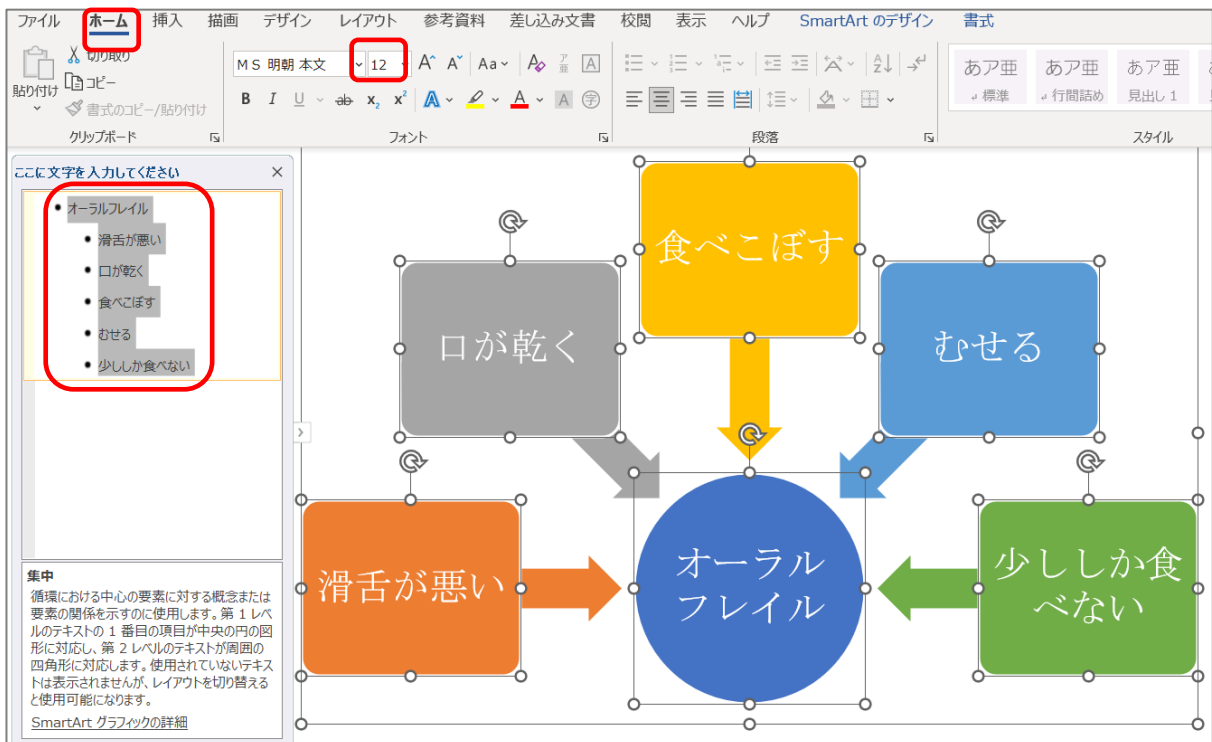 ファイル ホーム 挿入 描画 デザイン レイアウト 参考資料 差し込み文書 校閲 表示 ヘルプ SmartArt のデザイン 書式
貼り付け
切り取り
コピー
書式のコピー/貼り付け
クリップボード
ＭＳ 明朝 本文 12 A A Aa A ア亜 A
B I U ab x₂ x² A A A 字
フォント
A Z
段落
あア亜 あア亜 あア亜
標準 行間詰め 見出し 1
スタイル
ここに文字を入力してください
• オーラルフレイル
• 滑舌が悪い
• 口が乾く
• 食べこぼす
• むせる
• 少ししか食べない
集中
循環における中心の要素に対する概念または
要素の関係を示すのに使用します。第 1 レベ
ルのテキストの 1 番目の項目が中央の円の図
形に対応し、第 2 レベルのテキストが周囲の
四角形に対応します。使用されていないテキス
トは表示されませんが、レイアウトを切り替える
と使用可能になります。
SmartArt グラフィックの詳細
食べこぼす
口が乾く
むせる
滑舌が悪い
オーラル
フレイル
少ししか食
べない